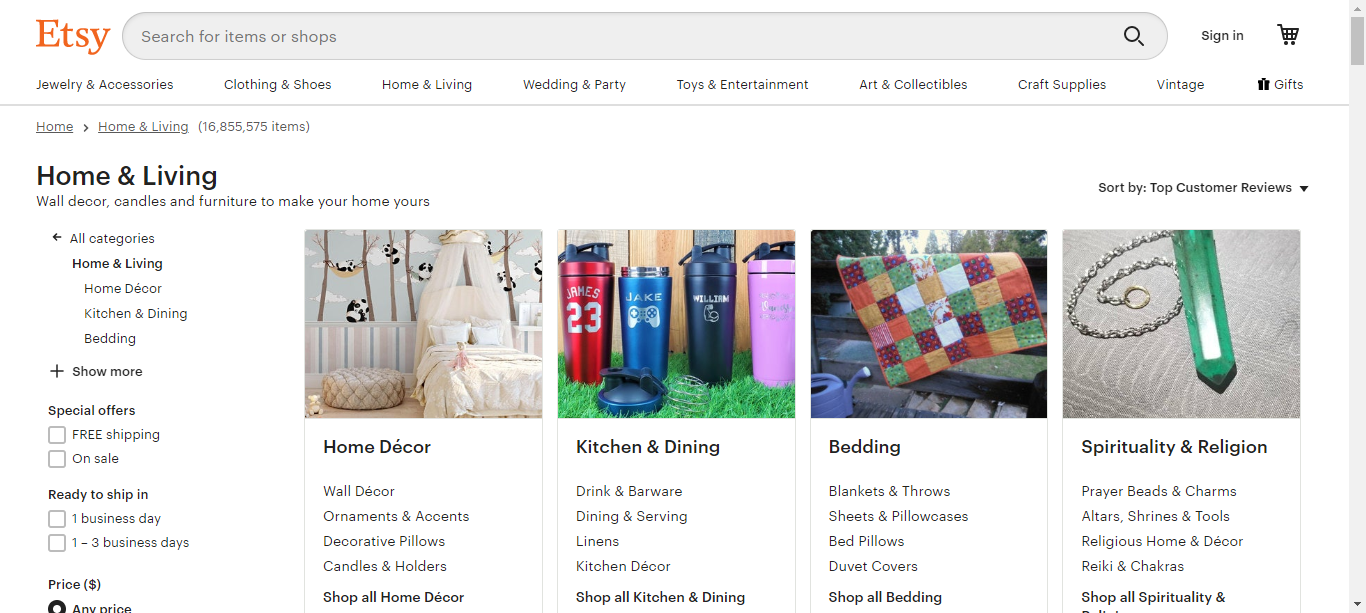 Etsy
Search for items or shops
Sign in
Jewelry & Accessories
Clothing & Shoes
Home & Living
Wedding & Party
Toys & Entertainment
Art & Collectibles
Craft Supplies
Vintage
Gifts
Home > Home & Living (16,855,575 items)
Home & Living
Wall decor, candles and furniture to make your home yours
Sort by: Top Customer Reviews
All categories
Home & Living
Home Décor
Kitchen & Dining
Bedding
Show more
Special offers
FREE shipping
On sale
Ready to ship in
1 business day
1 – 3 business days
Price ($)
Any price
Home Décor
Wall Décor
Ornaments & Accents
Decorative Pillows
Candles & Holders
Shop all Home Décor
JAMES
23
JAKE
WILLIAM
Kitchen & Dining
Drink & Barware
Dining & Serving
Linens
Kitchen Décor
Shop all Kitchen & Dining
Bedding
Blankets & Throws
Sheets & Pillowcases
Bed Pillows
Duvet Covers
Shop all Bedding
Spirituality & Religion
Prayer Beads & Charms
Altars, Shrines & Tools
Religious Home & Décor
Reiki & Chakras
Shop all Spirituality &